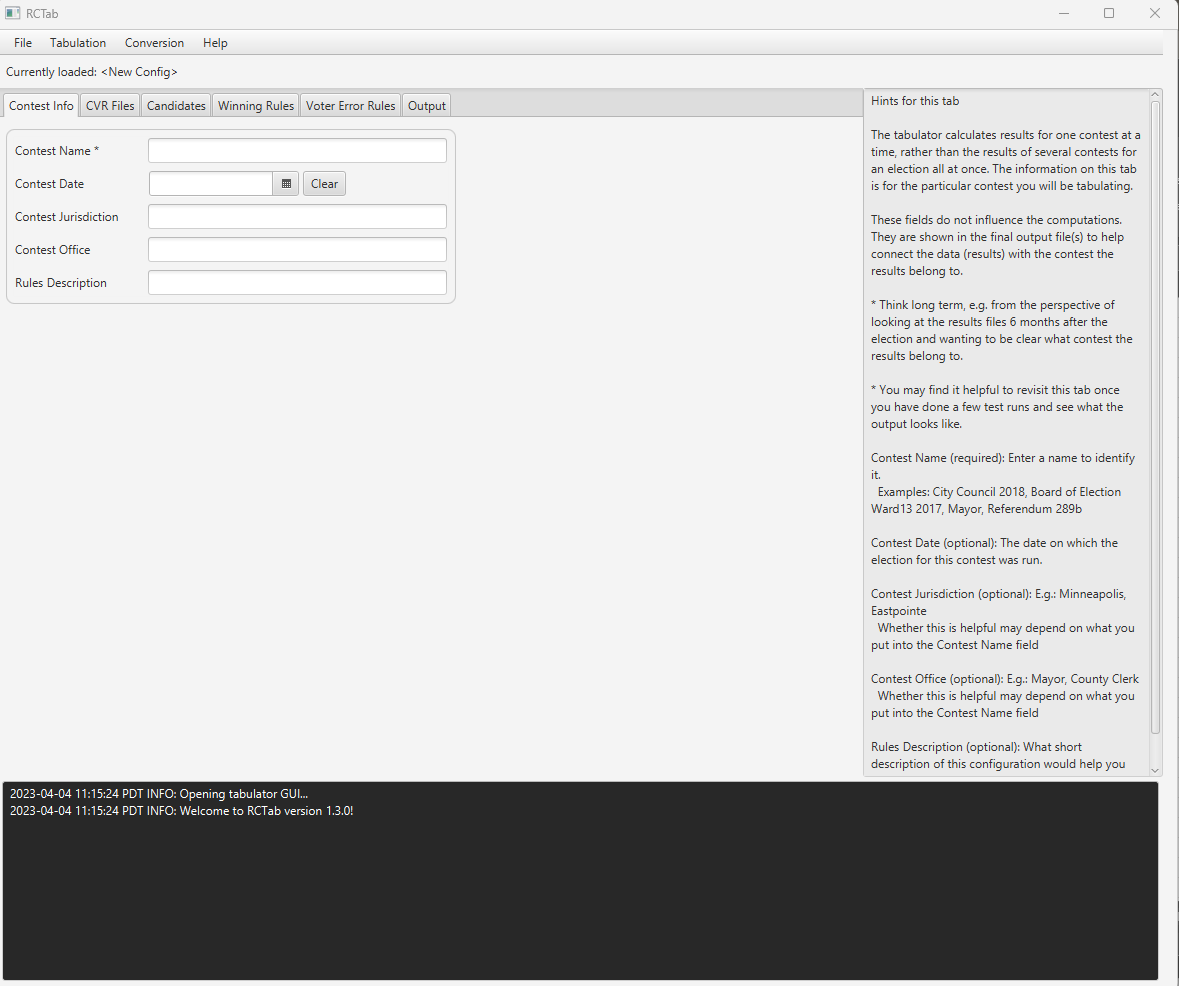 RCTab
File Tabulation Conversion Help
Currently loaded: <New Config>
Contest Info CVR Files Candidates Winning Rules Voter Error Rules Output
Contest Name *
Contest Date Clear
Contest Jurisdiction
Contest Office
Rules Description
Hints for this tab
The tabulator calculates results for one contest at a
time, rather than the results of several contests for
an election all at once. The information on this tab
is for the particular contest you will be tabulating.
These fields do not influence the computations.
They are shown in the final output file(s) to help
connect the data (results) with the contest the
results belong to.
* Think long term, e.g. from the perspective of
looking at the results files 6 months after the
election and wanting to be clear what contest the
results belong to.
* You may find it helpful to revisit this tab once
you have done a few test runs and see what the
output looks like.
Contest Name (required): Enter a name to identify
it.
Examples: City Council 2018, Board of Election
Ward13 2017, Mayor, Referendum 289b
Contest Date (optional): The date on which the
election for this contest was run.
Contest Jurisdiction (optional): E.g.: Minneapolis,
Eastpointe
Whether this is helpful may depend on what you
put into the Contest Name field
Contest Office (optional): E.g.: Mayor, County Clerk
Whether this is helpful may depend on what you
put into the Contest Name field
Rules Description (optional): What short
description of this configuration would help you
2023-04-04 11:15:24 PDT INFO: Opening tabulator GUI...
2023-04-04 11:15:24 PDT INFO: Welcome to RCTab version 1.3.0!